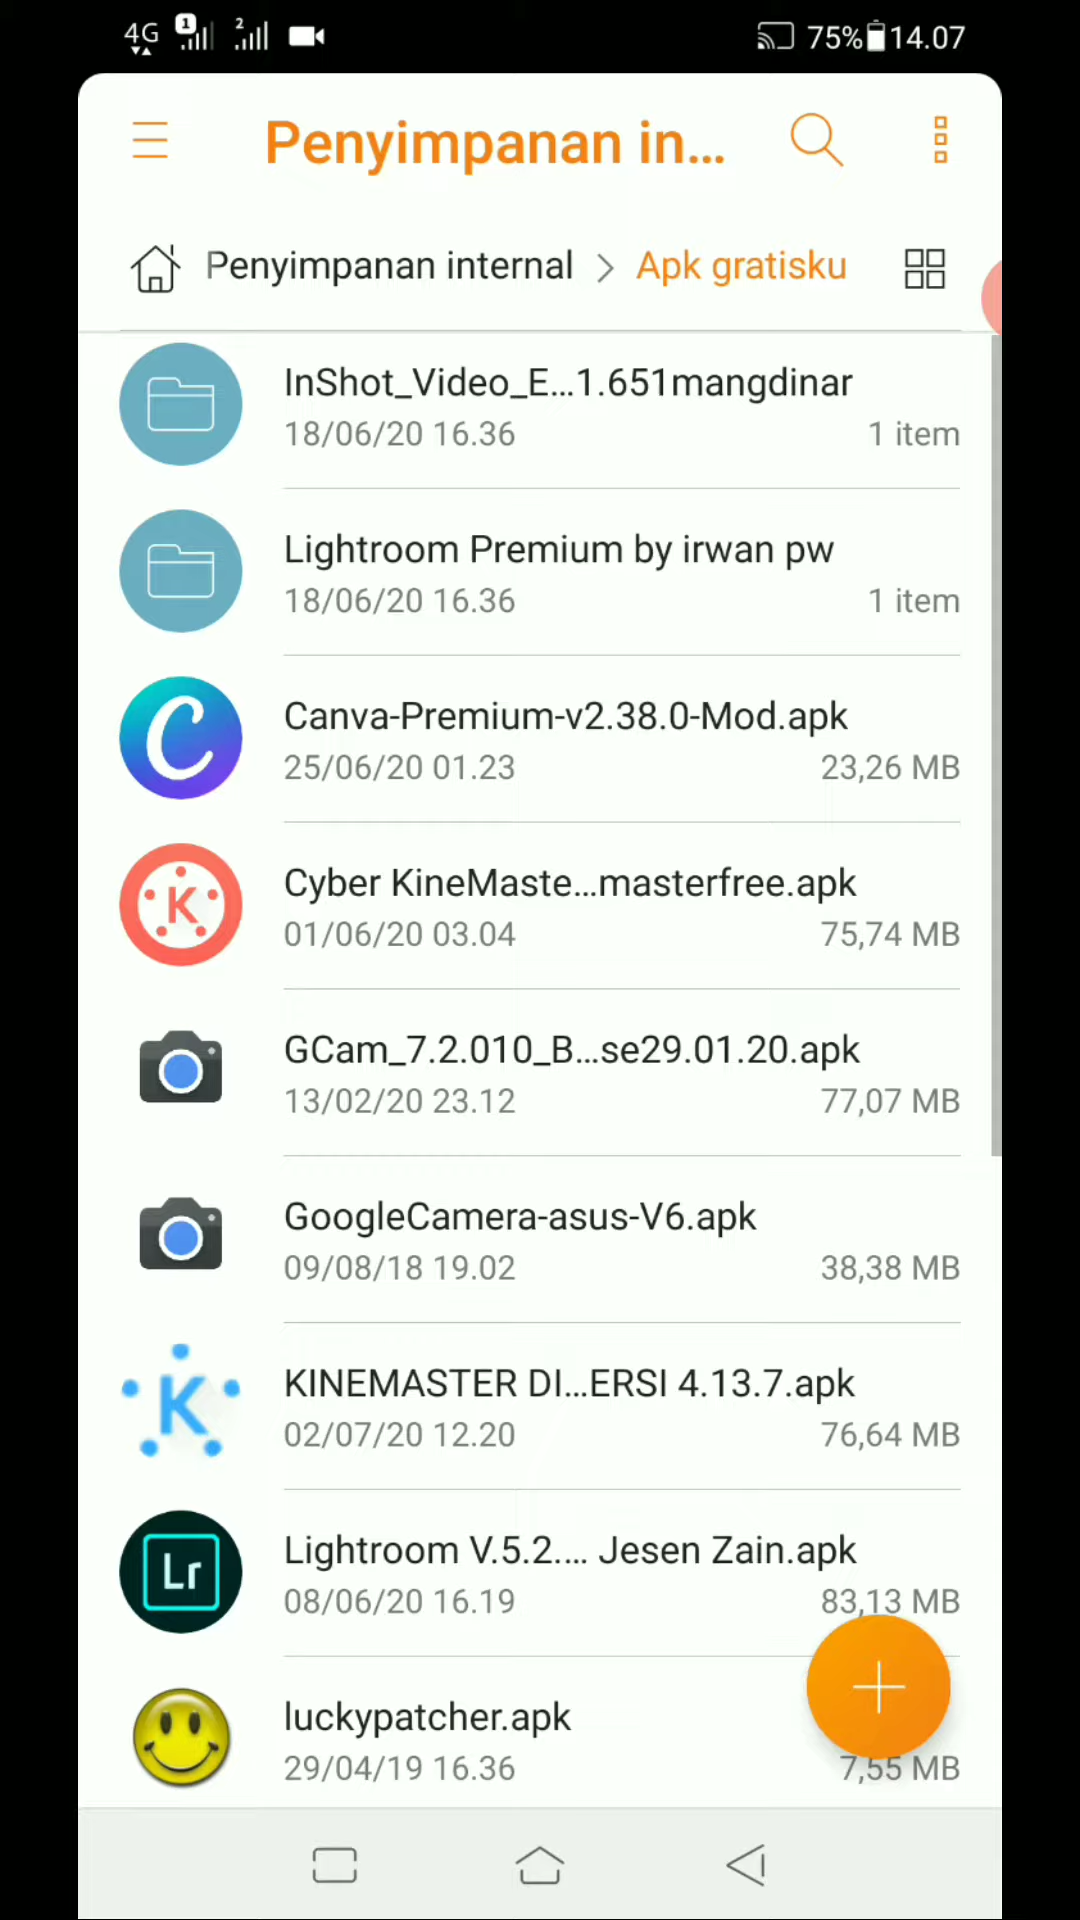 4G 1 2 75% 14.07
Penyimpanan in...
Penyimpanan internal > Apk gratisku
InShot_Video_E...1.651mangdinar
18/06/20 16.36 1 item
Lightroom Premium by irwan pw
18/06/20 16.36 1 item
C Canva-Premium-v2.38.0-Mod.apk
25/06/20 01.23 23,26 MB
K Cyber KineMaste...masterfree.apk
01/06/20 03.04 75,74 MB
GCam_7.2.010_B...se29.01.20.apk
13/02/20 23.12 77,07 MB
GoogleCamera-asus-V6.apk
09/08/18 19.02 38,38 MB
K KINEMASTER DI...ERSI 4.13.7.apk
02/07/20 12.20 76,64 MB
Lr Lightroom V.5.2.... Jesen Zain.apk
08/06/20 16.19 83,13 MB
luckypatcher.apk
29/04/19 16.36 7,55 MB